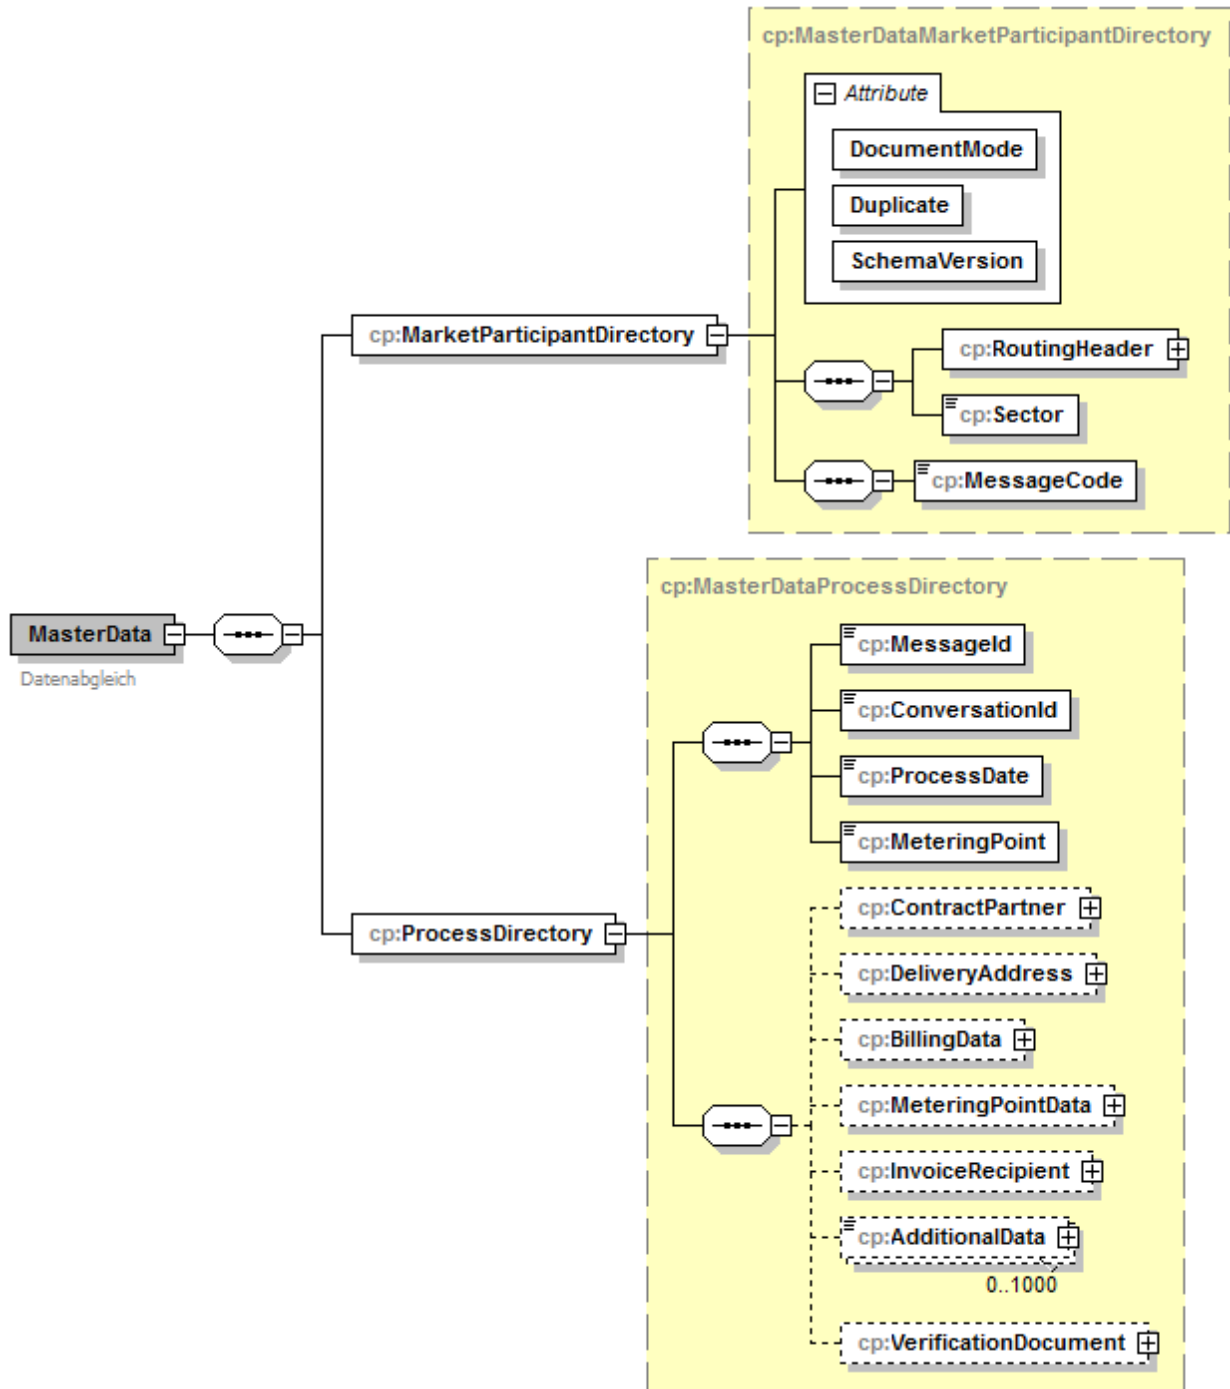 cp:MasterDataMarketParticipantDirectory
Attribute
DocumentMode
Duplicate
SchemaVersion
cp:MarketParticipantDirectory
cp:RoutingHeader
cp:Sector
cp:MessageCode
MasterData
Datenabgleich
cp:MasterDataProcessDirectory
cp:MessageId
cp:ConversationId
cp:ProcessDate
cp:MeteringPoint
cp:ProcessDirectory
cp:ContractPartner
cp:DeliveryAddress
cp:BillingData
cp:MeteringPointData
cp:InvoiceRecipient
cp:AdditionalData
0..1000
cp:VerificationDocument